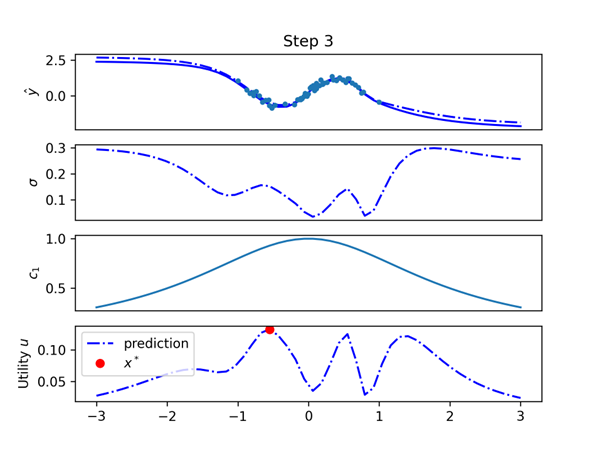 Step 3
2.5
0.0
ŷ
0.3
0.2
0.1
σ
1.0
0.5
c₁
0.10
0.05
Utility u
prediction
x*
−3 −2 −1 0 1 2 3